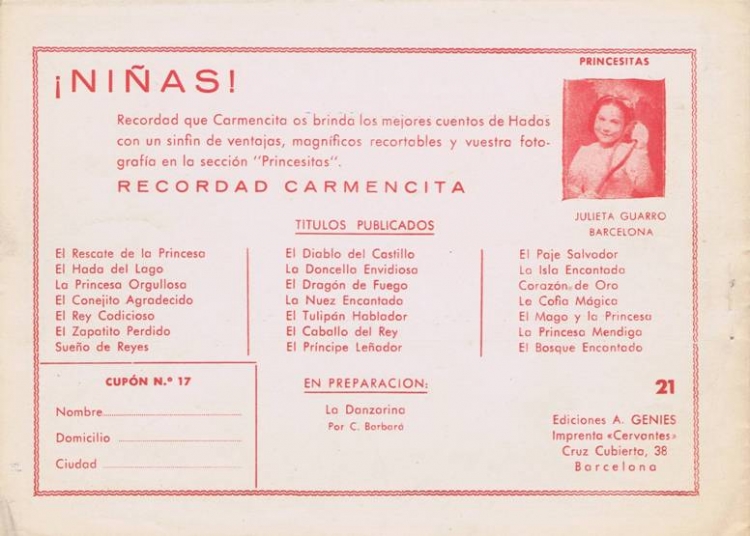 ¡NIÑAS!
Recordad que Carmencita os brinda los mejores cuentos de Hadas
con un sinfin de ventajas, magníficos recortables y vuestra foto-
grafía en la sección "Princesitas".
RECORDAD CARMENCITA
PRINCESITAS
JULIETA GUARRO
BARCELONA
TITULOS PUBLICADOS
El Rescate de la Princesa
El Hada del Lago
La Princesa Orgullosa
El Conejito Agradecido
El Rey Codicioso
El Zapatito Perdido
Sueño de Reyes
El Diablo del Castillo
La Doncella Envidiosa
El Dragón de Fuego
La Nuez Encantada
El Tulipán Hablador
El Caballo del Rey
El Príncipe Leñador
El Paje Salvador
La Isla Encantada
Corazón de Oro
La Cofia Mágica
El Mago y la Princesa
La Princesa Mendiga
El Bosque Encantado
CUPÓN N.º 17
Nombre
Domicilio
Ciudad
EN PREPARACION:
La Danzarina
Por C. Barbará
21
Ediciones A. GENIES
Imprenta «Cervantes»
Cruz Cubierta, 38
Barcelona